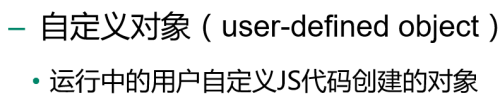 – 自定义对象（user-defined object）
• 运行中的用户自定义JS代码创建的对象